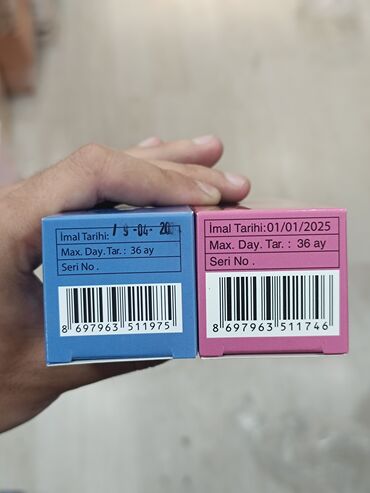 İmal Tarihi:
Max. Day. Tar. : 36 ay
Seri No .
8 697963 511975
İmal Tarihi:01/01/2025
Max. Day. Tar. : 36 ay
Seri No .
8 697963 511746